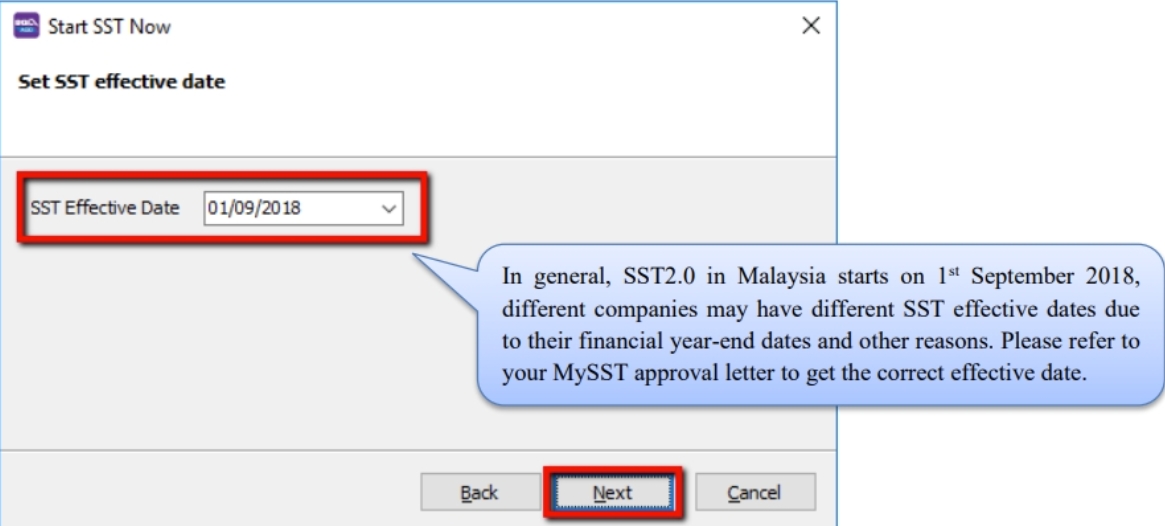 Start SST Now
Set SST effective date
SST Effective Date 01/09/2018
In general, SST2.0 in Malaysia starts on 1st September 2018,
different companies may have different SST effective dates due
to their financial year-end dates and other reasons. Please refer to
your MySST approval letter to get the correct effective date.
Back Next Cancel